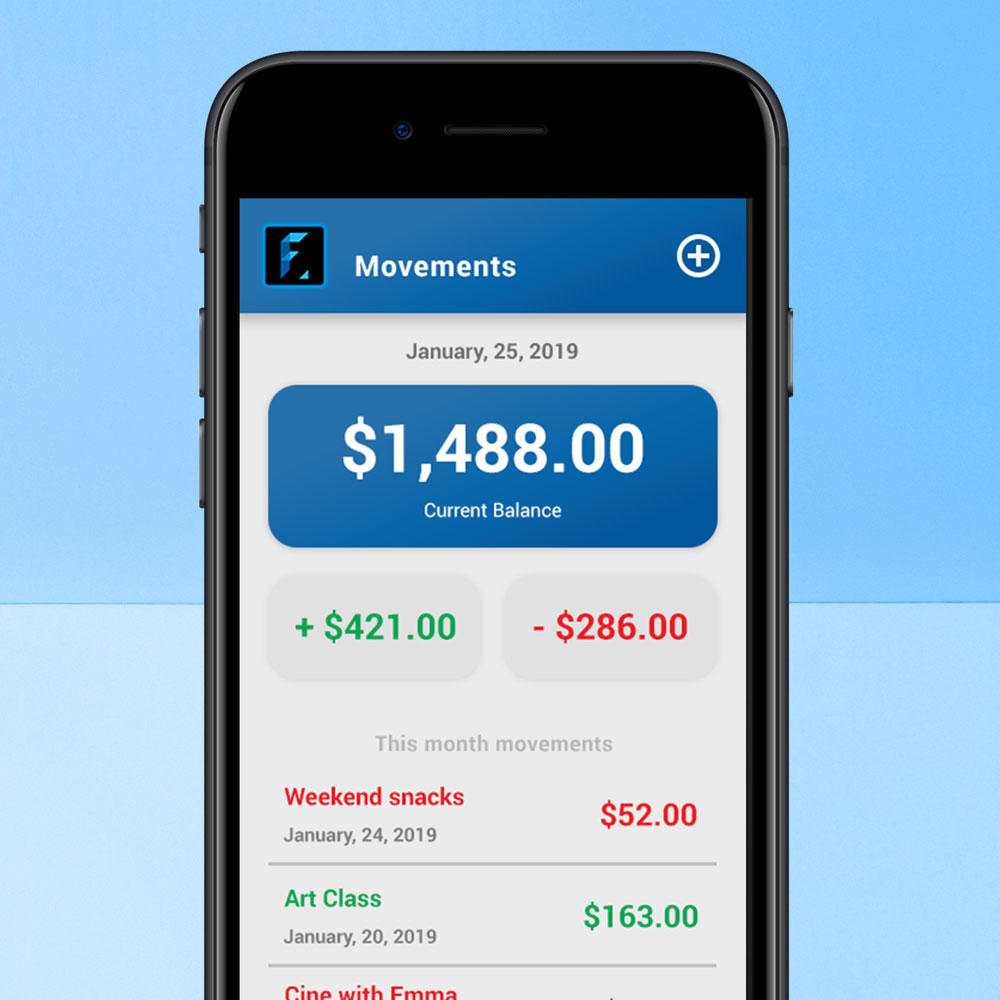 Movements
January, 25, 2019
$1,488.00
Current Balance
+ $421.00
- $286.00
This month movements
Weekend snacks
$52.00
January, 24, 2019
Art Class
$163.00
January, 20, 2019
Cine with Emma